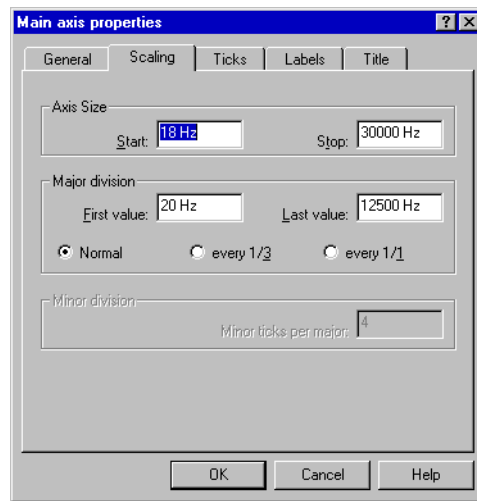 Main axis properties
General Scaling Ticks Labels Title
Axis Size
Start: 18 Hz Stop: 30000 Hz
Major division
First value: 20 Hz Last value: 12500 Hz
Normal every 1/3 every 1/1
Minor division
Minor ticks per major: 4
OK Cancel Help